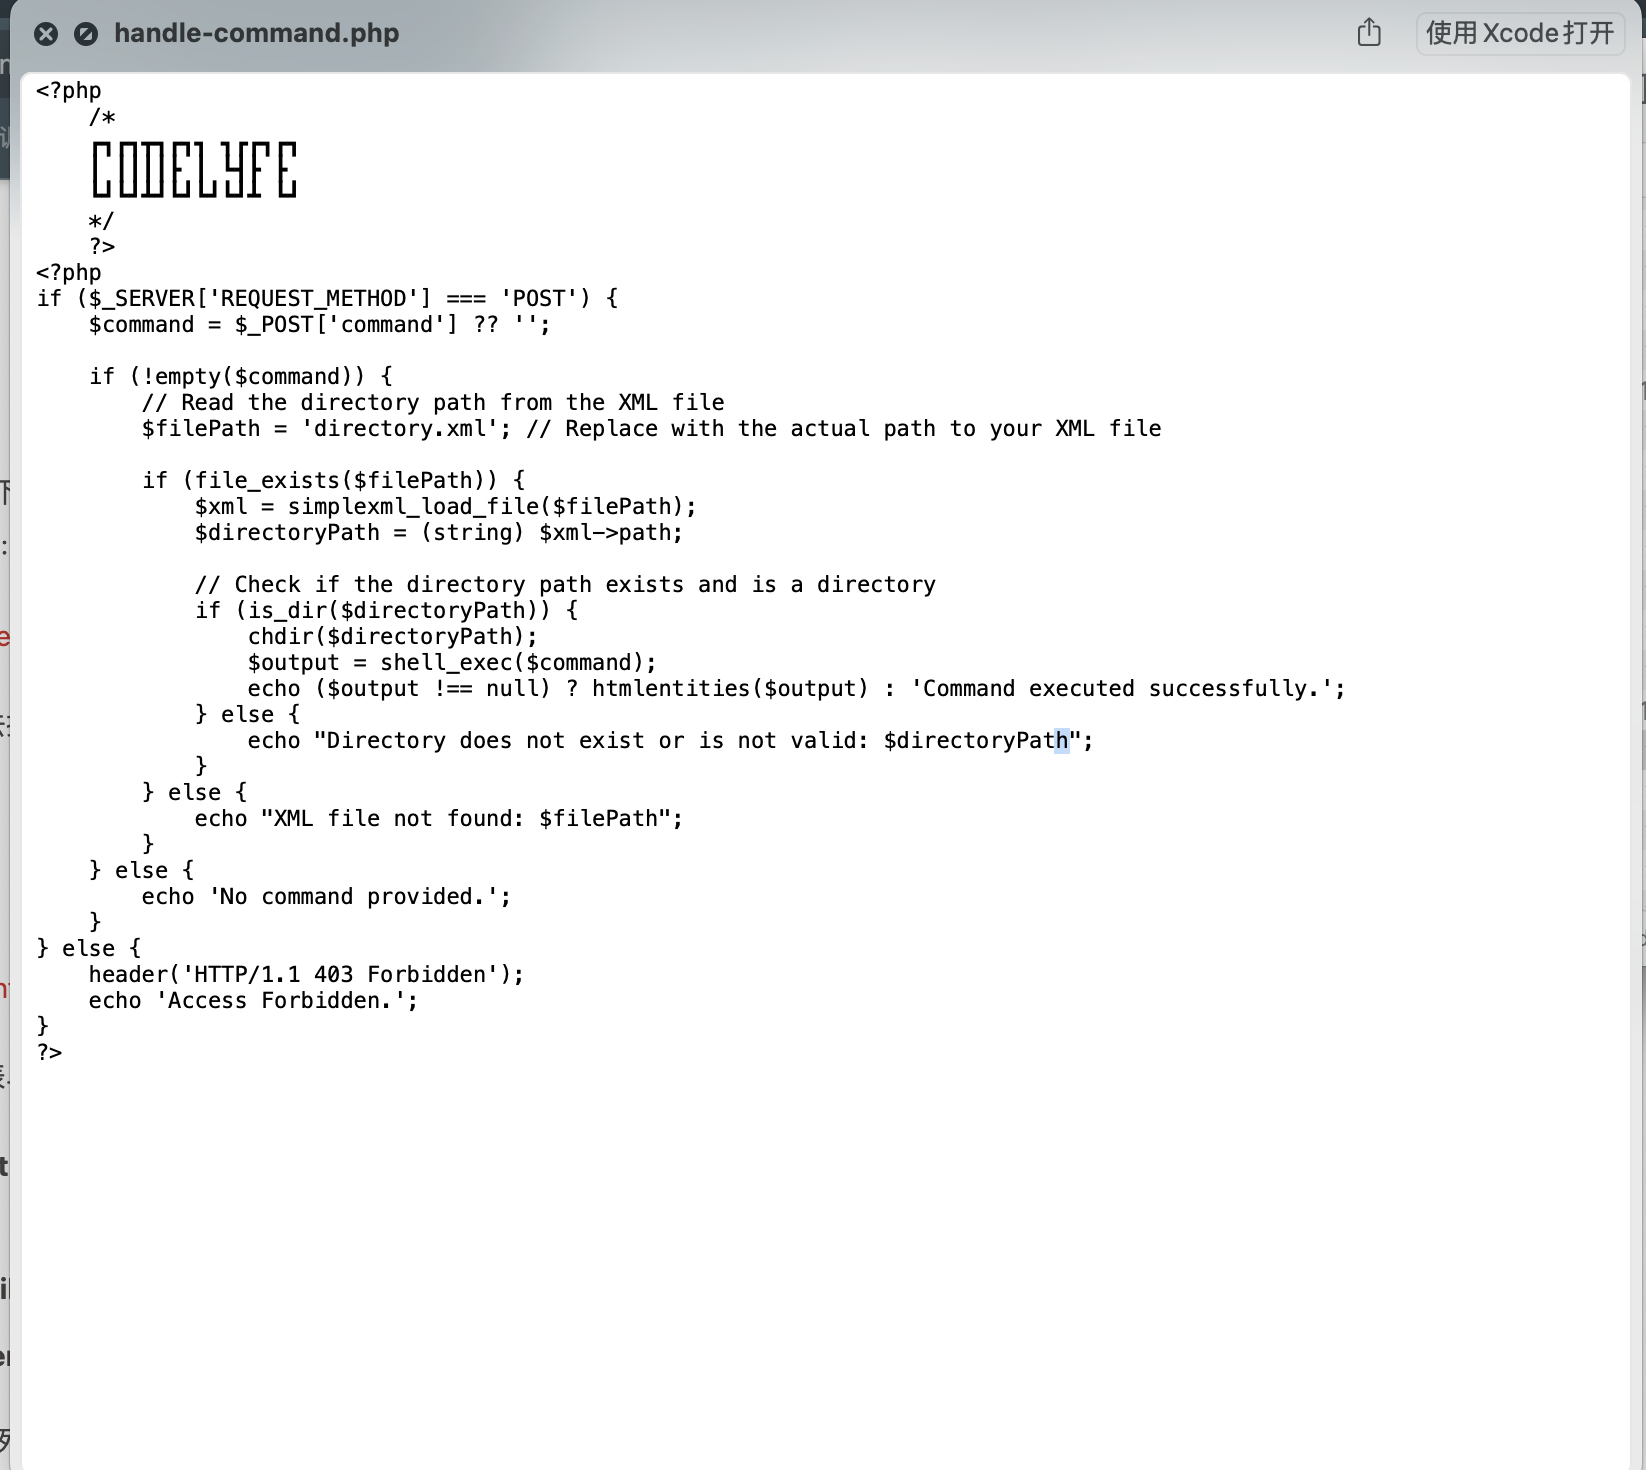 handle-command.php
使用 Xcode 打开
<?php
    /*
    CODELYFE
    */
    ?>
<?php
if ($_SERVER['REQUEST_METHOD'] === 'POST') {
    $command = $_POST['command'] ?? '';

    if (!empty($command)) {
        // Read the directory path from the XML file
        $filePath = 'directory.xml'; // Replace with the actual path to your XML file

        if (file_exists($filePath)) {
            $xml = simplexml_load_file($filePath);
            $directoryPath = (string) $xml->path;

            // Check if the directory path exists and is a directory
            if (is_dir($directoryPath)) {
                chdir($directoryPath);
                $output = shell_exec($command);
                echo ($output !== null) ? htmlentities($output) : 'Command executed successfully.';
            } else {
                echo "Directory does not exist or is not valid: $directoryPath";
            }
        } else {
            echo "XML file not found: $filePath";
        }
    } else {
        echo 'No command provided.';
    }
} else {
    header('HTTP/1.1 403 Forbidden');
    echo 'Access Forbidden.';
}
?>